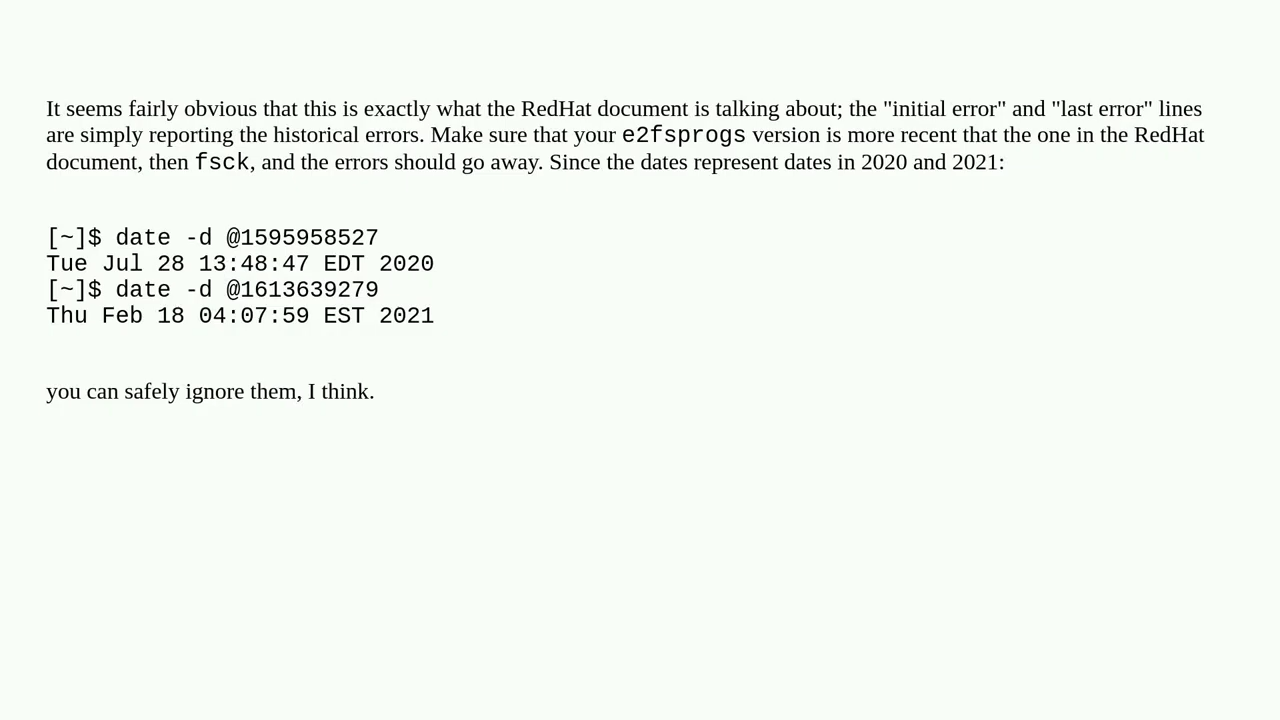 It seems fairly obvious that this is exactly what the RedHat document is talking about; the "initial error" and "last error" lines
are simply reporting the historical errors. Make sure that your e2fsprogs version is more recent that the one in the RedHat
document, then fsck, and the errors should go away. Since the dates represent dates in 2020 and 2021:
[~]$ date -d @1595958527
Tue Jul 28 13:48:47 EDT 2020
[~]$ date -d @1613639279
Thu Feb 18 04:07:59 EST 2021
you can safely ignore them, I think.